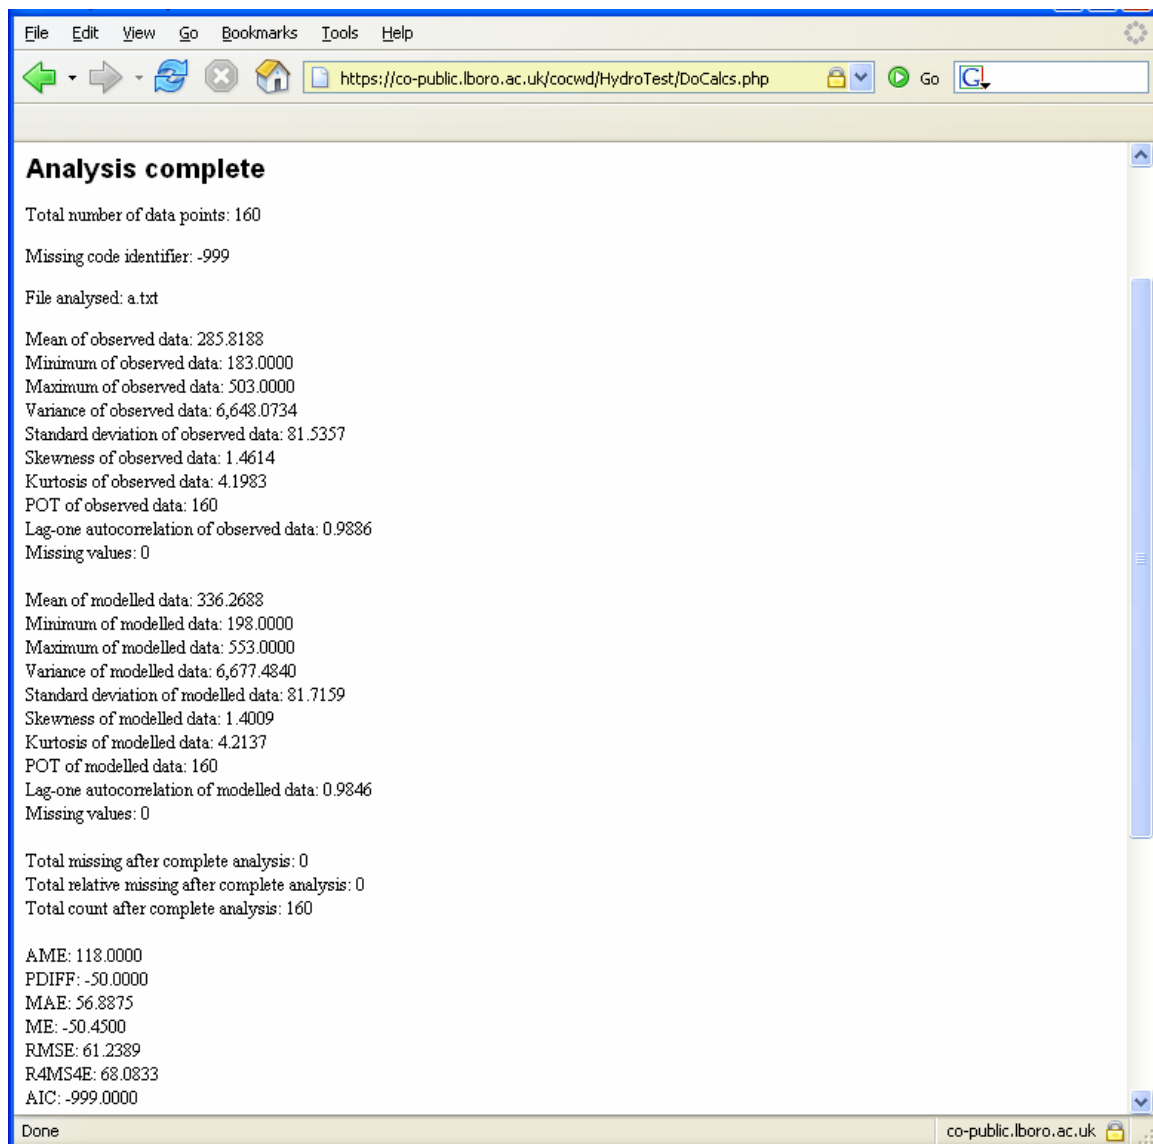 File Edit View Go Bookmarks Tools Help
https://co-public.lboro.ac.uk/cocwd/HydroTest/DoCalcs.php Go G
Analysis complete
Total number of data points: 160
Missing code identifier: -999
File analysed: a.txt
Mean of observed data: 285.8188
Minimum of observed data: 183.0000
Maximum of observed data: 503.0000
Variance of observed data: 6,648.0734
Standard deviation of observed data: 81.5357
Skewness of observed data: 1.4614
Kurtosis of observed data: 4.1983
POT of observed data: 160
Lag-one autocorrelation of observed data: 0.9886
Missing values: 0
Mean of modelled data: 336.2688
Minimum of modelled data: 198.0000
Maximum of modelled data: 553.0000
Variance of modelled data: 6,677.4840
Standard deviation of modelled data: 81.7159
Skewness of modelled data: 1.4009
Kurtosis of modelled data: 4.2137
POT of modelled data: 160
Lag-one autocorrelation of modelled data: 0.9846
Missing values: 0
Total missing after complete analysis: 0
Total relative missing after complete analysis: 0
Total count after complete analysis: 160
AME: 118.0000
PDIFF: -50.0000
MAE: 56.8875
ME: -50.4500
RMSE: 61.2389
R4MS4E: 68.0833
AIC: -999.0000
Done co-public.lboro.ac.uk